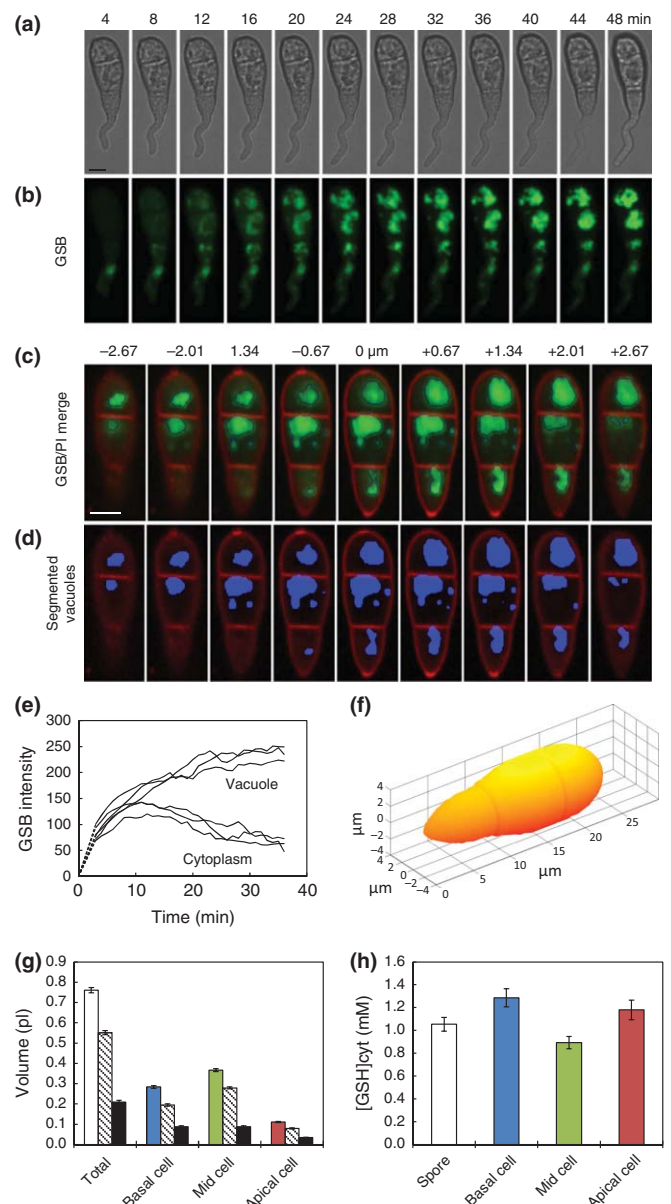 (a)
4 8 12 16 20 24 28 32 36 40 44 48 min
(b)
GSB
(c)
−2.67 −2.01 1.34 −0.67 0 µm +0.67 +1.34 +2.01 +2.67
GSB/PI merge
(d)
Segmented
vacuoles
(e)
300
250
200
150
100
50
0
GSB intensity
Vacuole
Cytoplasm
0 10 20 30 40
Time (min)
(f)
4
2
0
−2
−4
µm
4
2
0
−2
−4
µm
0 5 10 15 20 25
µm
(g)
0.9
0.8
0.7
0.6
0.5
0.4
0.3
0.2
0.1
0.0
Volume (pl)
Total
Basal cell
Mid cell
Apical cell
(h)
1.6
1.4
1.2
1.0
0.8
0.6
0.4
0.2
0.0
[GSH]cyt (mM)
Spore
Basal cell
Mid cell
Apical cell